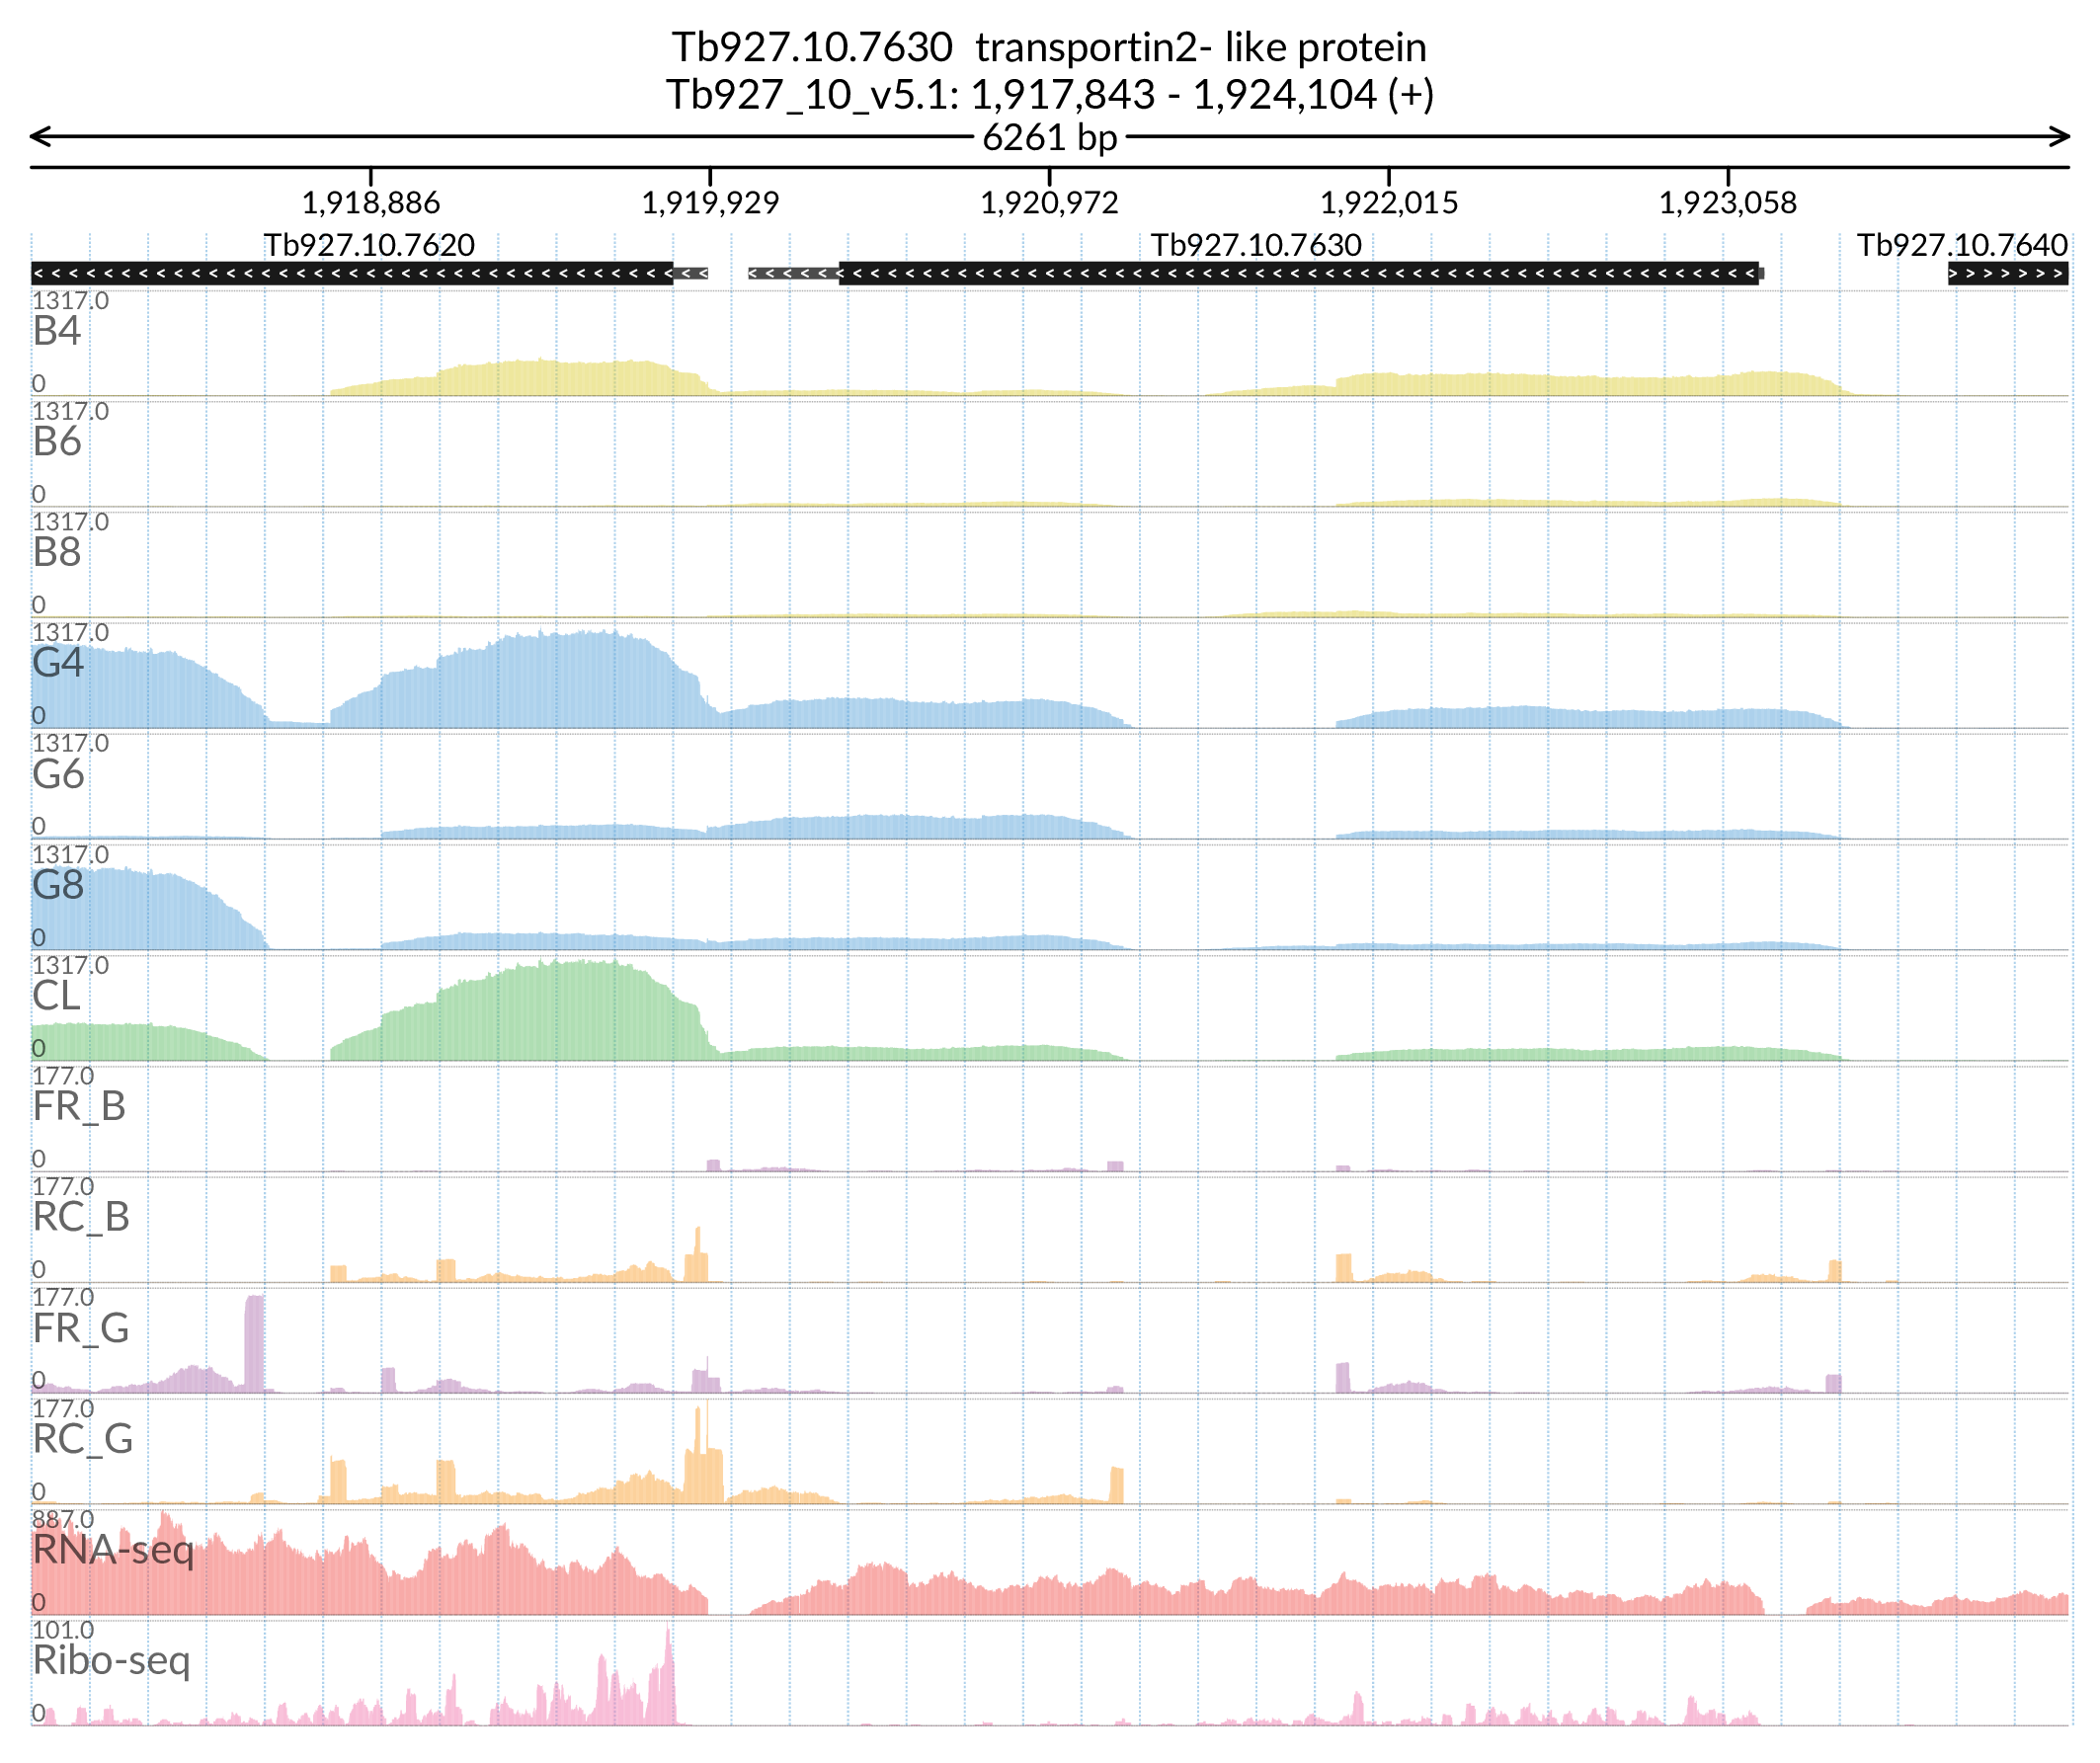 Tb927.10.7630  transportin2- like protein
Tb927_10_v5.1: 1,917,843 - 1,924,104 (+)
6261 bp
1,918,886 1,919,929 1,920,972 1,922,015 1,923,058
Tb927.10.7620 Tb927.10.7630 Tb927.10.7640
1317.0
B4
0
1317.0
B6
0
1317.0
B8
0
1317.0
G4
0
1317.0
G6
0
1317.0
G8
0
1317.0
CL
0
177.0
FR_B
0
177.0
RC_B
0
177.0
FR_G
0
177.0
RC_G
0
887.0
RNA-seq
0
101.0
Ribo-seq
0